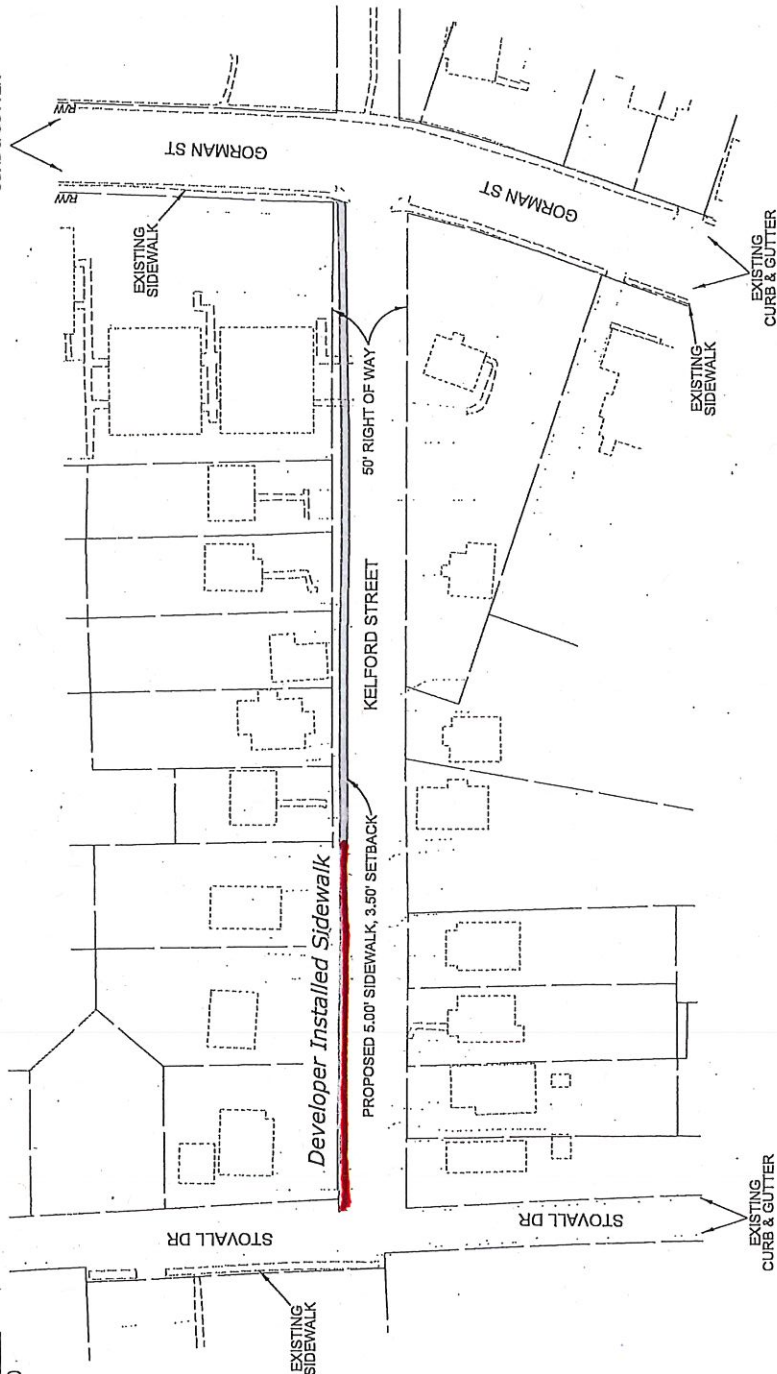 R/W
R/W
GORMAN ST
EXISTING
SIDEWALK
GORMAN ST
EXISTING
CURB & GUTTER
EXISTING
SIDEWALK
50' RIGHT OF WAY
KELFORD STREET
PROPOSED 5.00' SIDEWALK, 3.50' SETBACK
Developer Installed Sidewalk
STOVALL DR
STOVALL DR
EXISTING
SIDEWALK
EXISTING
CURB & GUTTER